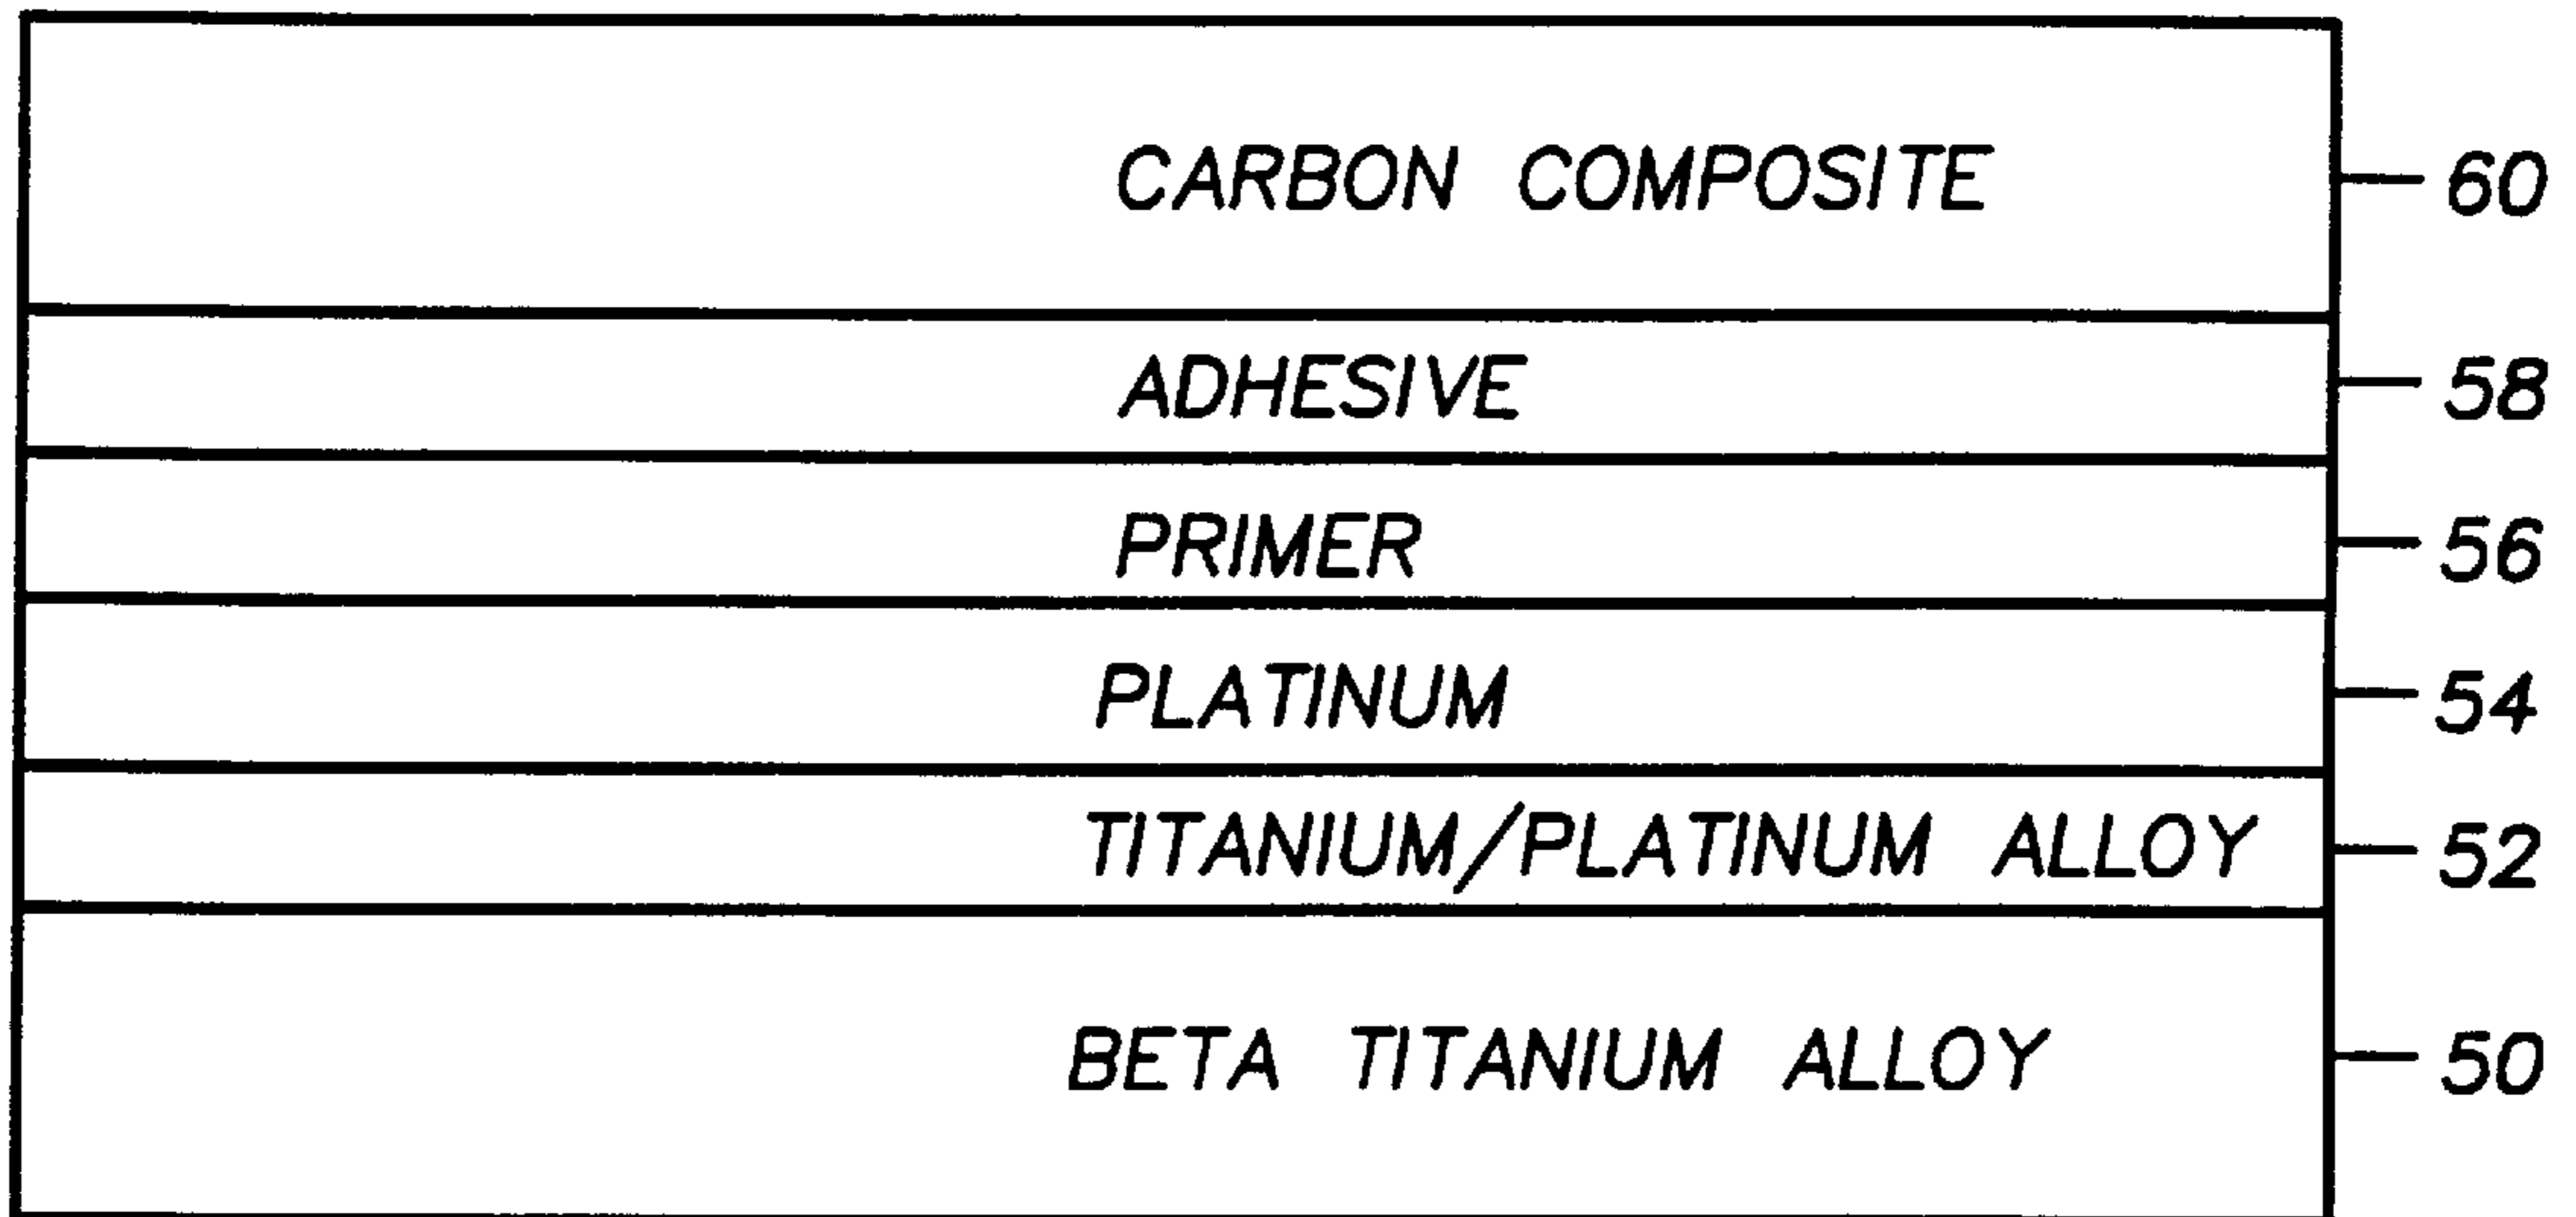 CARBON COMPOSITE 60
ADHESIVE 58
PRIMER 56
PLATINUM 54
TITANIUM/PLATINUM ALLOY 52
BETA TITANIUM ALLOY 50